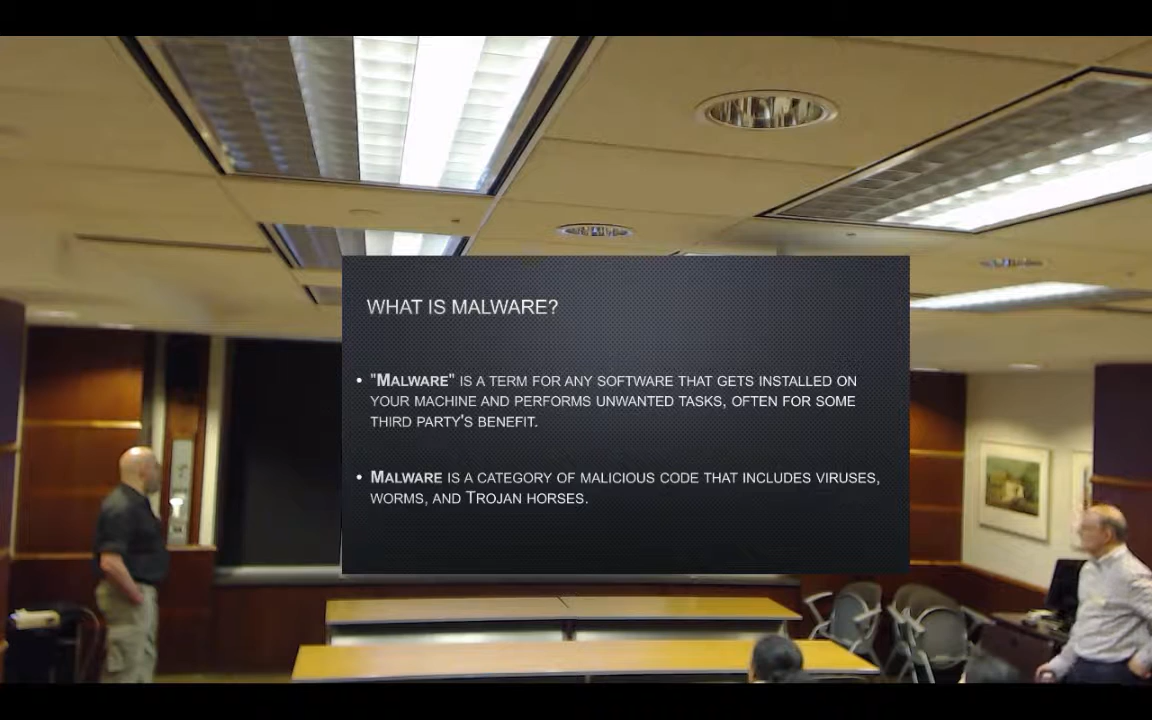 WHAT IS MALWARE?
• "MALWARE" IS A TERM FOR ANY SOFTWARE THAT GETS INSTALLED ON
YOUR MACHINE AND PERFORMS UNWANTED TASKS, OFTEN FOR SOME
THIRD PARTY'S BENEFIT.
• MALWARE IS A CATEGORY OF MALICIOUS CODE THAT INCLUDES VIRUSES,
WORMS, AND TROJAN HORSES.